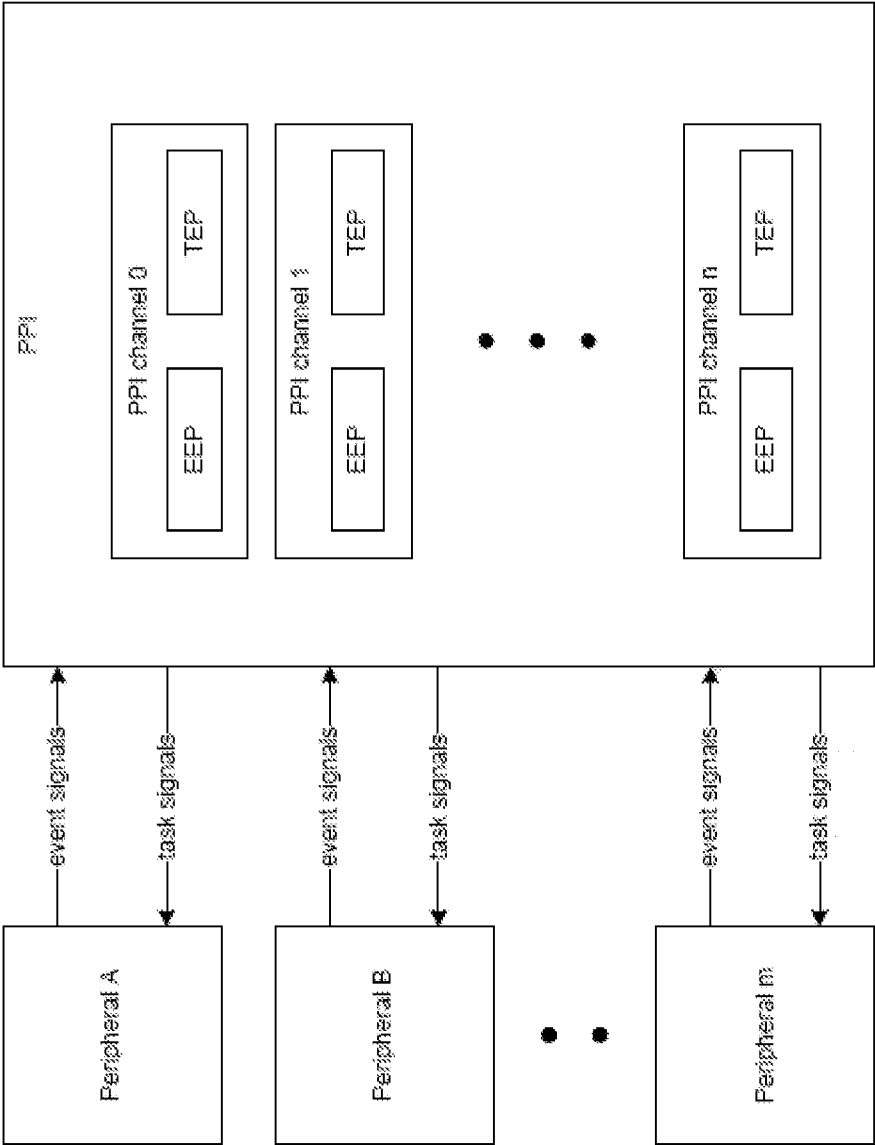 PPI
PPI channel 0
EEP
TEP
PPI channel 1
EEP
TEP
PPI channel n
EEP
TEP
event signals
task signals
event signals
task signals
event signals
task signals
Peripheral A
Peripheral B
Peripheral m